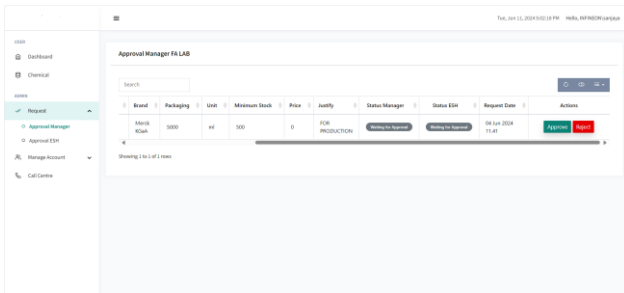 Tue, Jun 11, 2024 5:02:18 PM Hello, INFINEON\sanjaya
USER
Dashboard
Chemical
ADMIN
Request
Approval Manager
Approval ESH
Manage Account
Call Centre
Approval Manager FA LAB
Search
Brand Packaging Unit Minimum Stock Price Justify Status Manager Status ESH Request Date Actions
Merck 5000 ml 500 0 FOR PRODUCTION Waiting for Approval Waiting for Approval 04 Jun 2024 11.41 Approve Reject
KGaA
Showing 1 to 1 of 1 rows